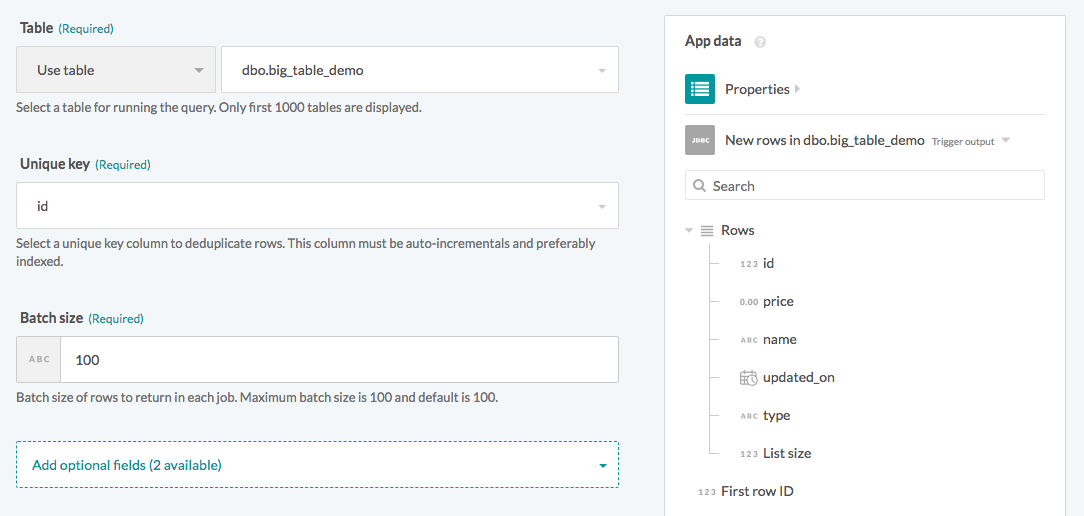 Table (Required)
Use table
dbo.big_table_demo
Select a table for running the query. Only first 1000 tables are displayed.
Unique key (Required)
id
Select a unique key column to deduplicate rows. This column must be auto-incrementals and preferably
indexed.
Batch size (Required)
ABC 100
Batch size of rows to return in each job. Maximum batch size is 100 and default is 100.
Add optional fields (2 available)
App data ?
Properties
JDBC New rows in dbo.big_table_demo Trigger output
Search
Rows
123 id
0.00 price
ABC name
updated_on
ABC type
123 List size
123 First row ID